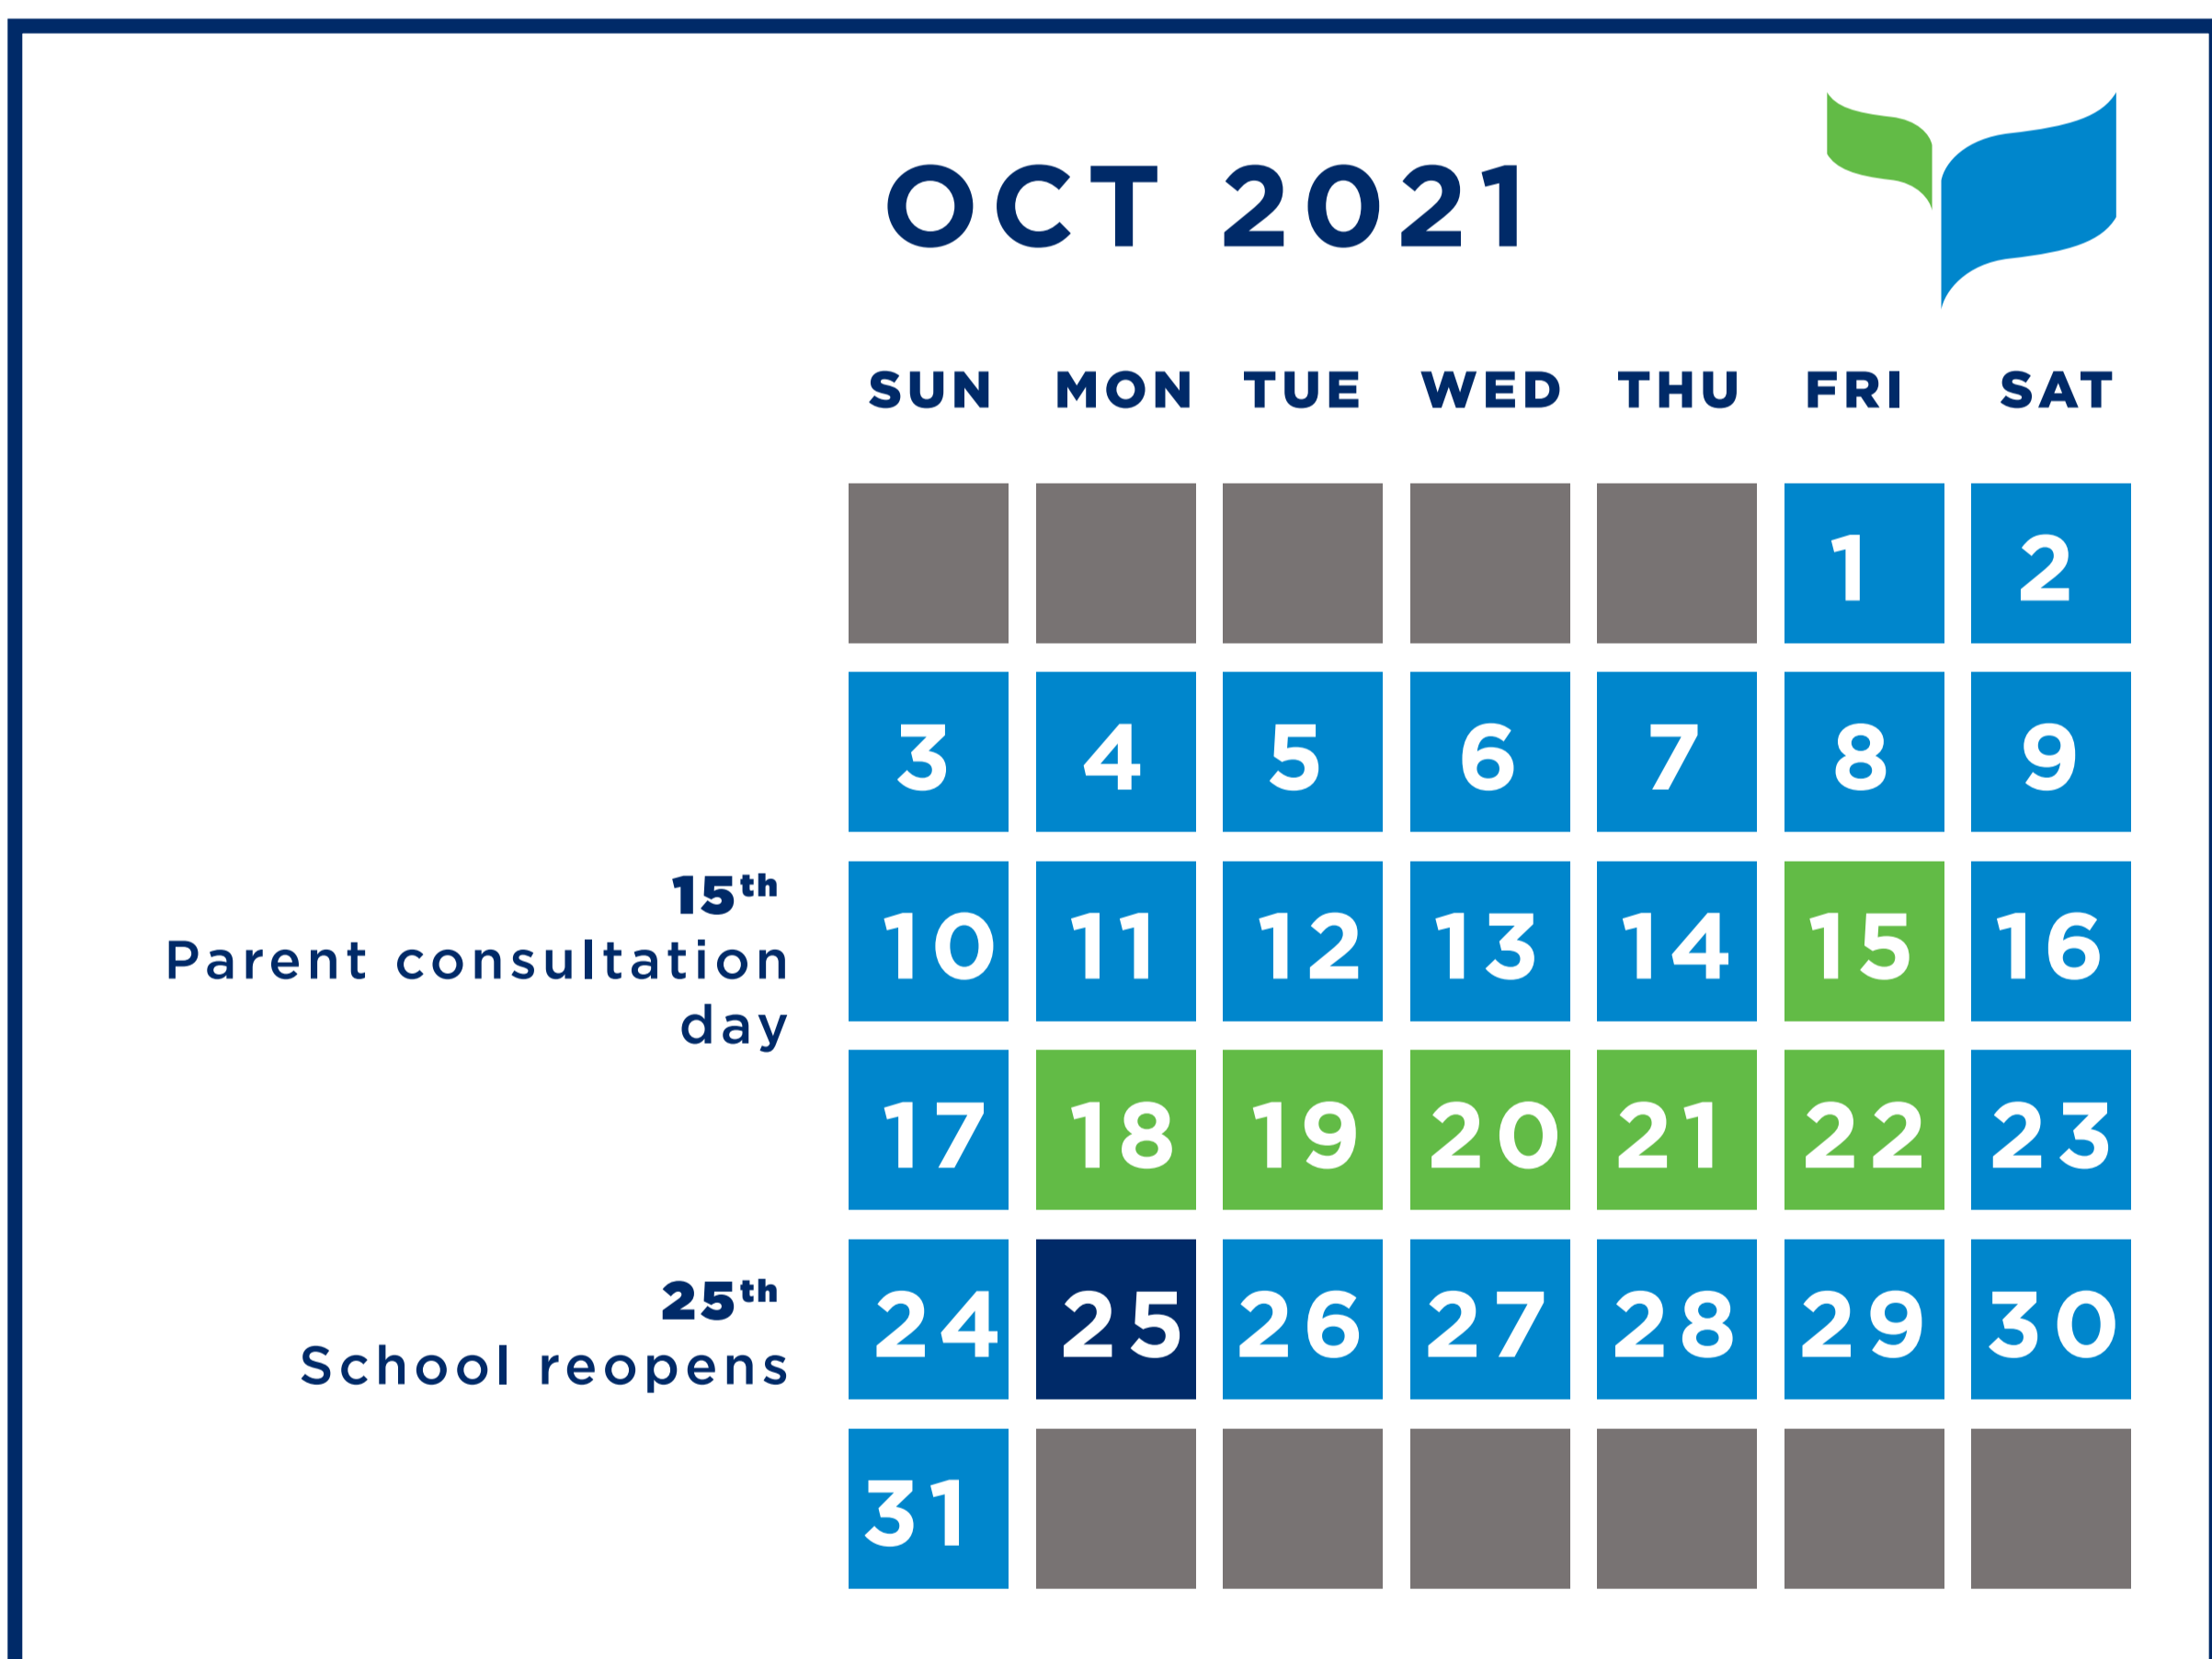 OCT 2021
SUN MON TUE WED THU FRI SAT
1 2
3 4 5 6 7 8 9
15th
Parent consultation
day
10 11 12 13 14 15 16
17 18 19 20 21 22 23
25th
School reopens
24 25 26 27 28 29 30
31